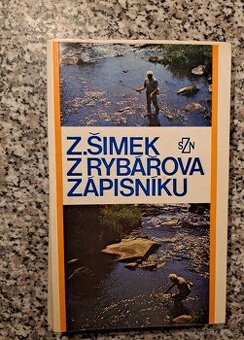 Z. ŠIMEK
SZN
Z RYBÁŘOVA
ZÁPISNÍKU